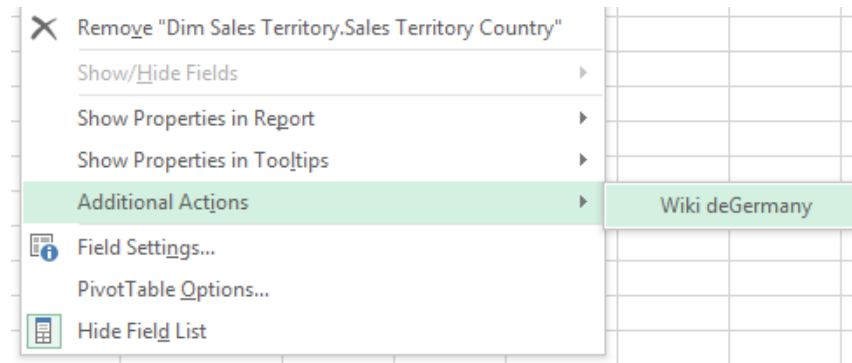 Remove "Dim Sales Territory.Sales Territory Country"
Show/Hide Fields
Show Properties in Report
Show Properties in Tooltips
Additional Actions
Wiki deGermany
Field Settings...
PivotTable Options...
Hide Field List